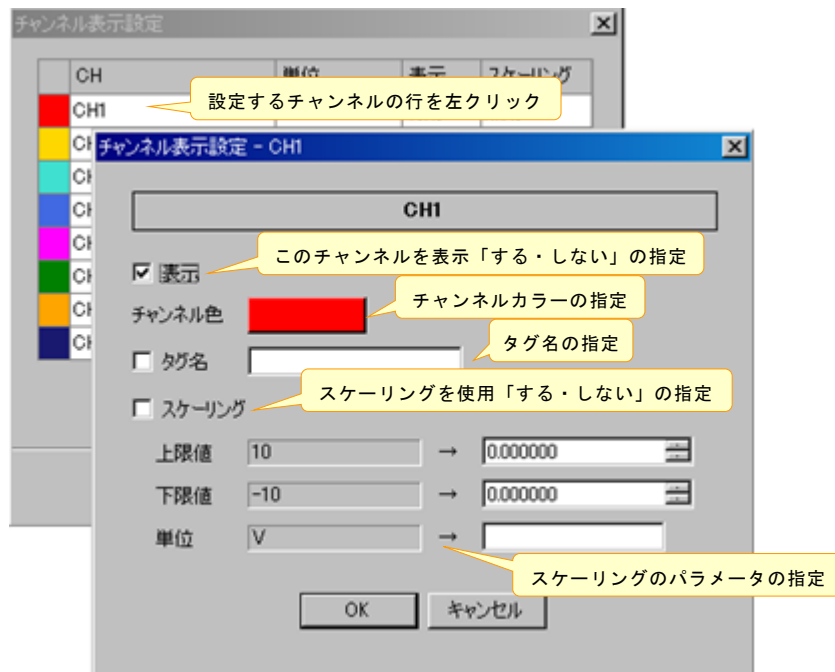 チャンネル表示設定
CH 単位 表示 スケーリング
設定するチャンネルの行を左クリック
CH1
チャンネル表示設定 - CH1
CH1
このチャンネルを表示「する・しない」の指定
表示
チャンネルカラーの指定
チャンネル色
タグ名の指定
タグ名
スケーリングを使用「する・しない」の指定
スケーリング
上限値 10 → 0.000000
下限値 -10 → 0.000000
単位 V →
スケーリングのパラメータの指定
OK キャンセル